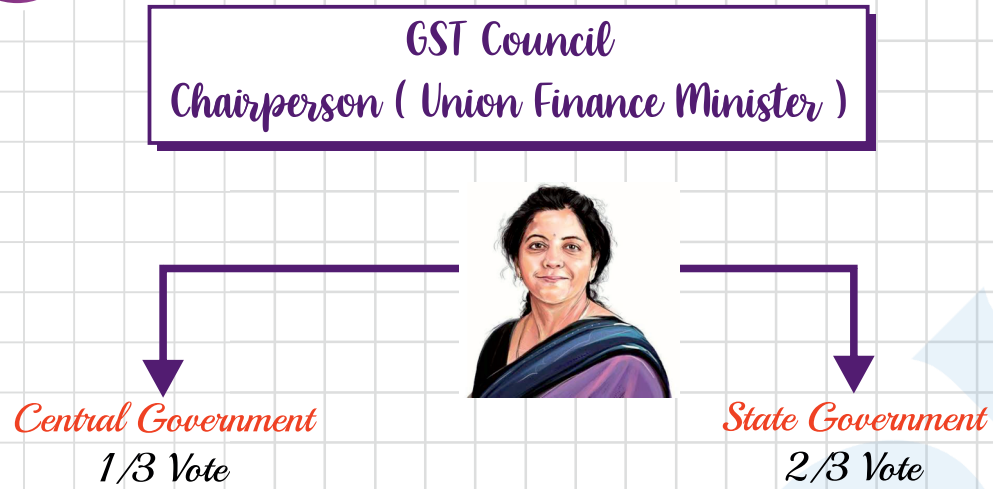 GST Council
Chairperson ( Union Finance Minister )
Central Government
1/3 Vote
State Government
2/3 Vote